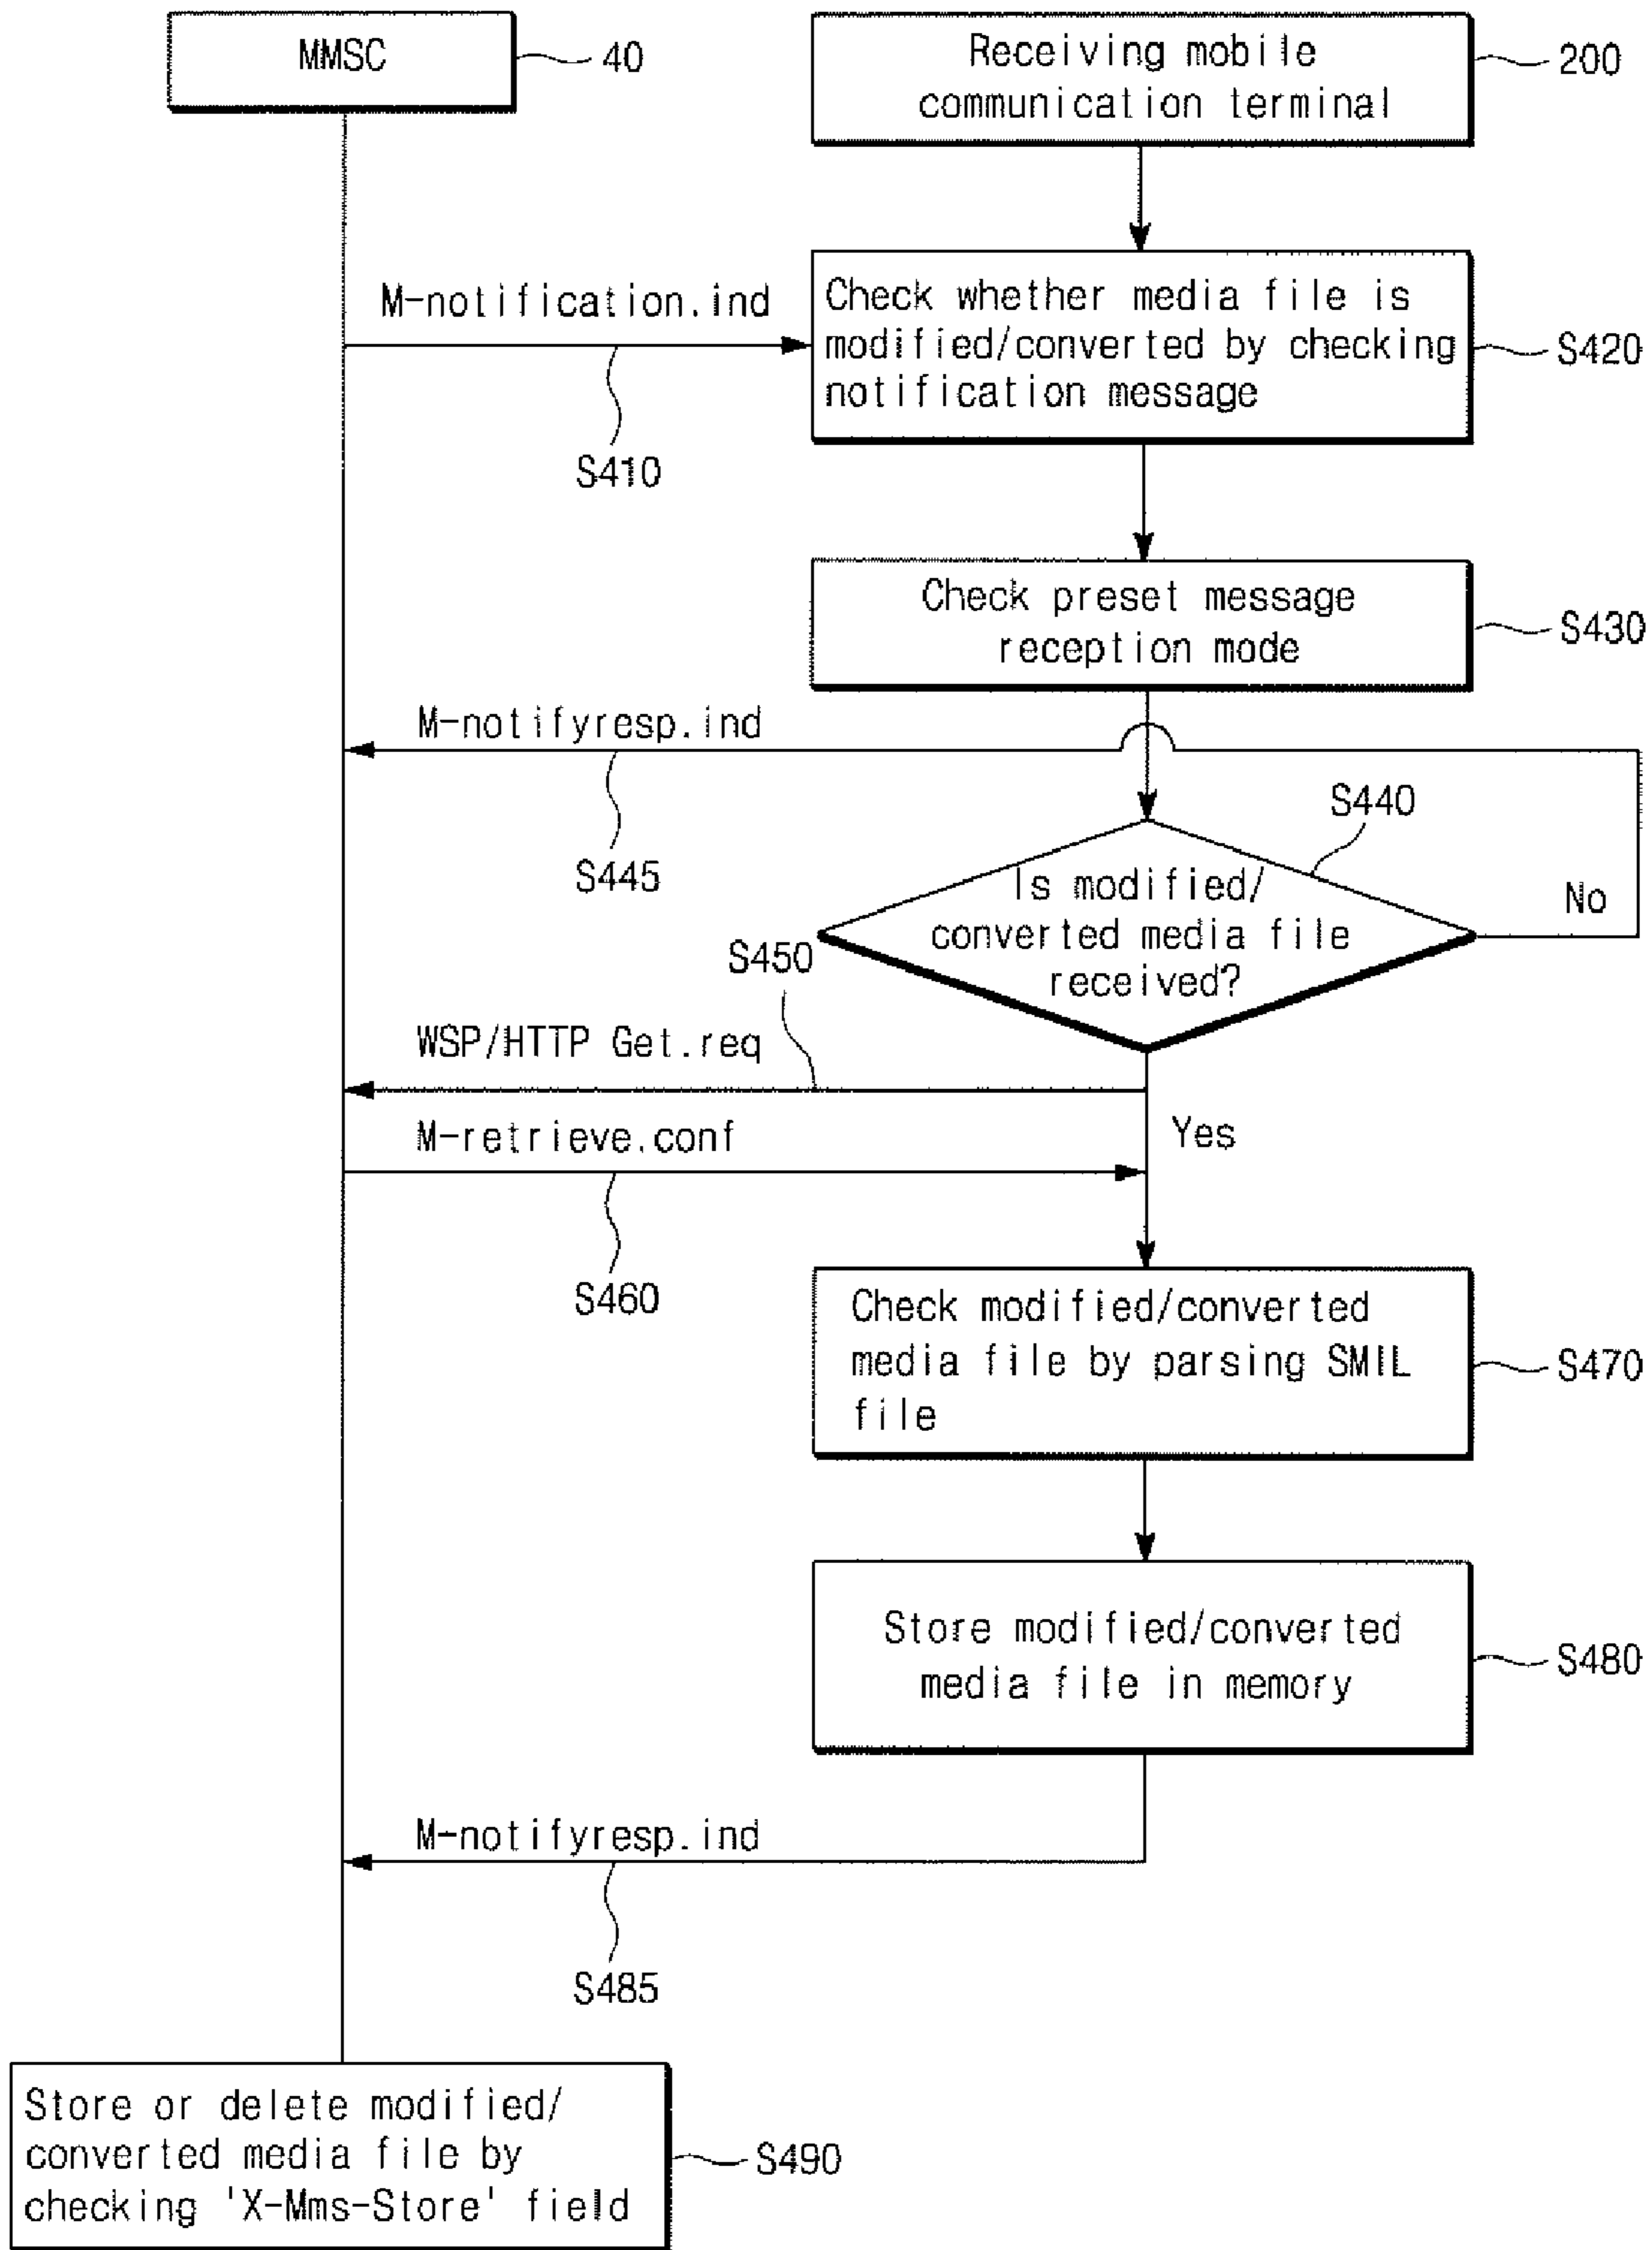 MMSC
40
Receiving mobile
communication terminal
200
M-notification.ind
S410
Check whether media file is
modified/converted by checking
notification message
S420
Check preset message
reception mode
S430
M-notifyresp.ind
S445
S440
Is modified/
converted media file
received?
No
S450
WSP/HTTP Get.req
Yes
M-retrieve.conf
S460
Check modified/converted
media file by parsing SMIL
file
S470
Store modified/converted
media file in memory
S480
M-notifyresp.ind
S485
Store or delete modified/
converted media file by
checking 'X-Mms-Store' field
S490